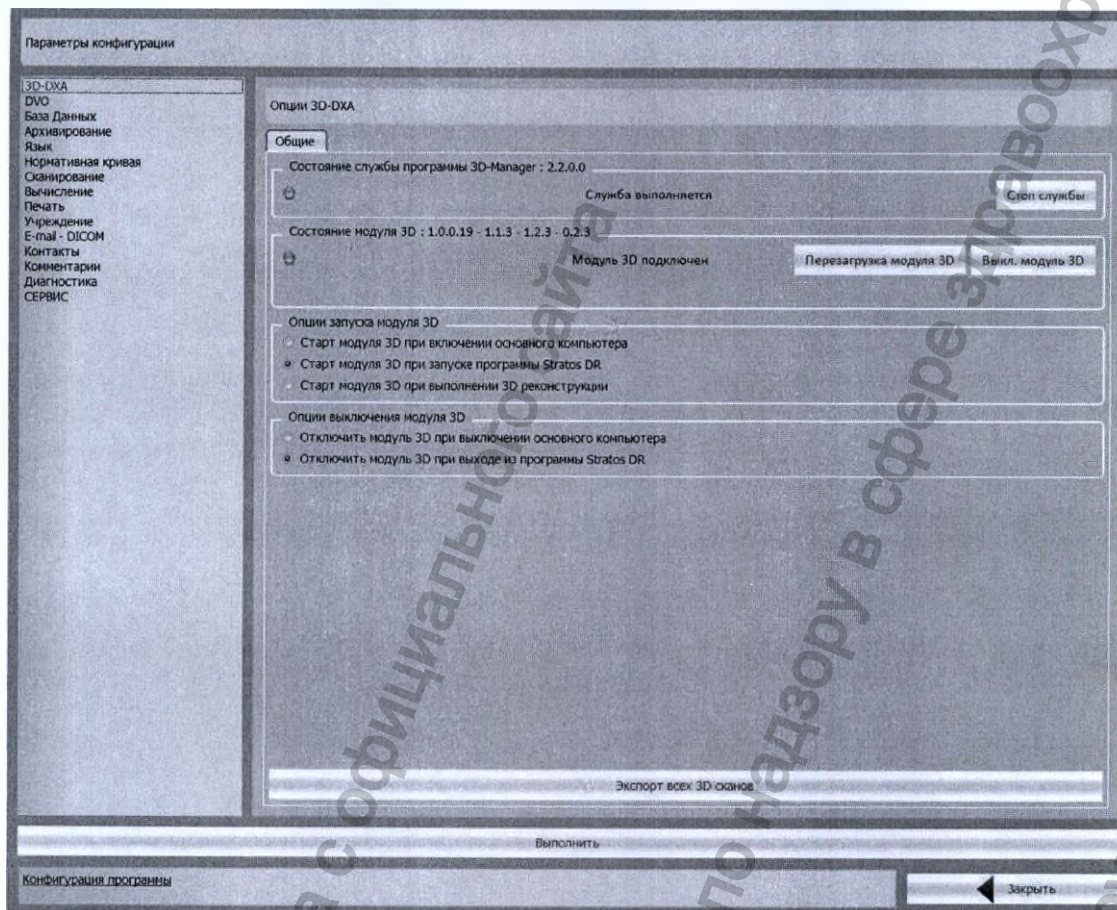 Параметры конфигурации
3D-DXA
DVO
База Данных
Архивирование
Язык
Нормативная кривая
Сканирование
Вычисление
Печать
Учреждение
E-mail - DICOM
Контакты
Комментарии
Диагностика
СЕРВИС
Опции 3D-DXA
Общие
Состояние службы программы 3D-Manager : 2.2.0.0
Служба выполняется
Стоп службы
Состояние модуля 3D : 1.0.0.19 - 1.1.3 - 1.2.3 - 0.2.3
Модуль 3D подключен
Перезагрузка модуля 3D
Выкл. модуль 3D
Опции запуска модуля 3D
Старт модуля 3D при включении основного компьютера
Старт модуля 3D при запуске программы Stratos DR
Старт модуля 3D при выполнении 3D реконструкции
Опции выключения модуля 3D
Отключить модуль 3D при выключении основного компьютера
Отключить модуль 3D при выходе из программы Stratos DR
Экспорт всех 3D сканов
Выполнить
Конфигурация программы
Закрыть
с официального сайта
по надзору в сфере